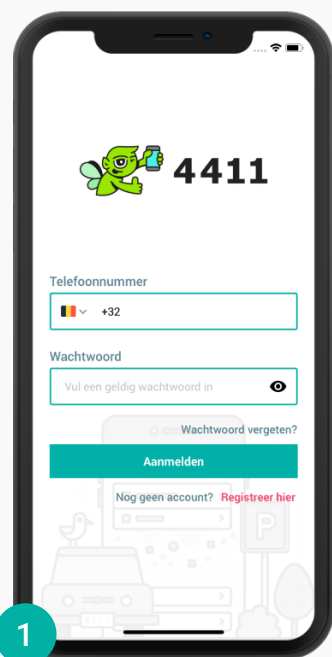 4411
Telefoonnummer
+32
Wachtwoord
Vul een geldig wachtwoord in
Wachtwoord vergeten?
Aanmelden
Nog geen account? Registreer hier
P
1